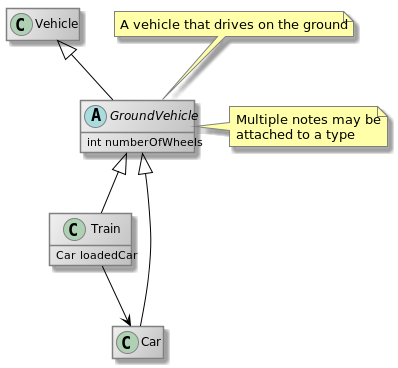 C Vehicle
A vehicle that drives on the ground
A GroundVehicle
int numberOfWheels
Multiple notes may be
attached to a type
C Train
Car loadedCar
C Car